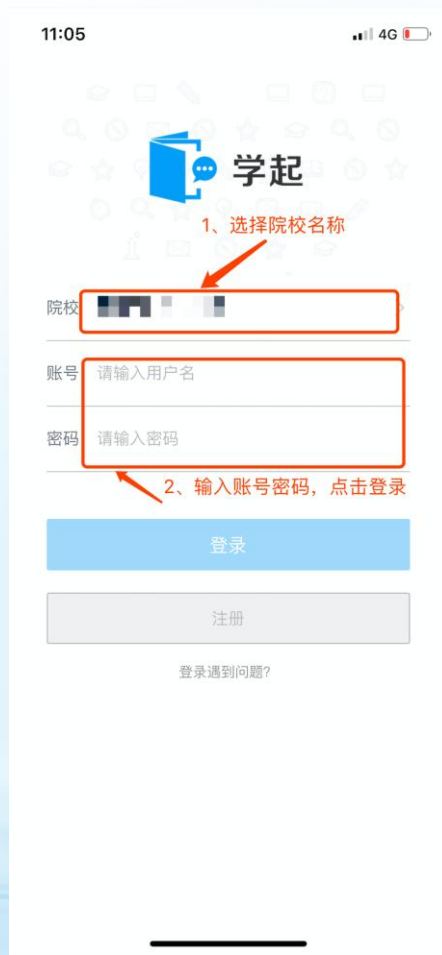 11:05 4G
学起
1、选择院校名称
院校
账号 请输入用户名
密码 请输入密码
2、输入账号密码，点击登录
登录
注册
登录遇到问题?